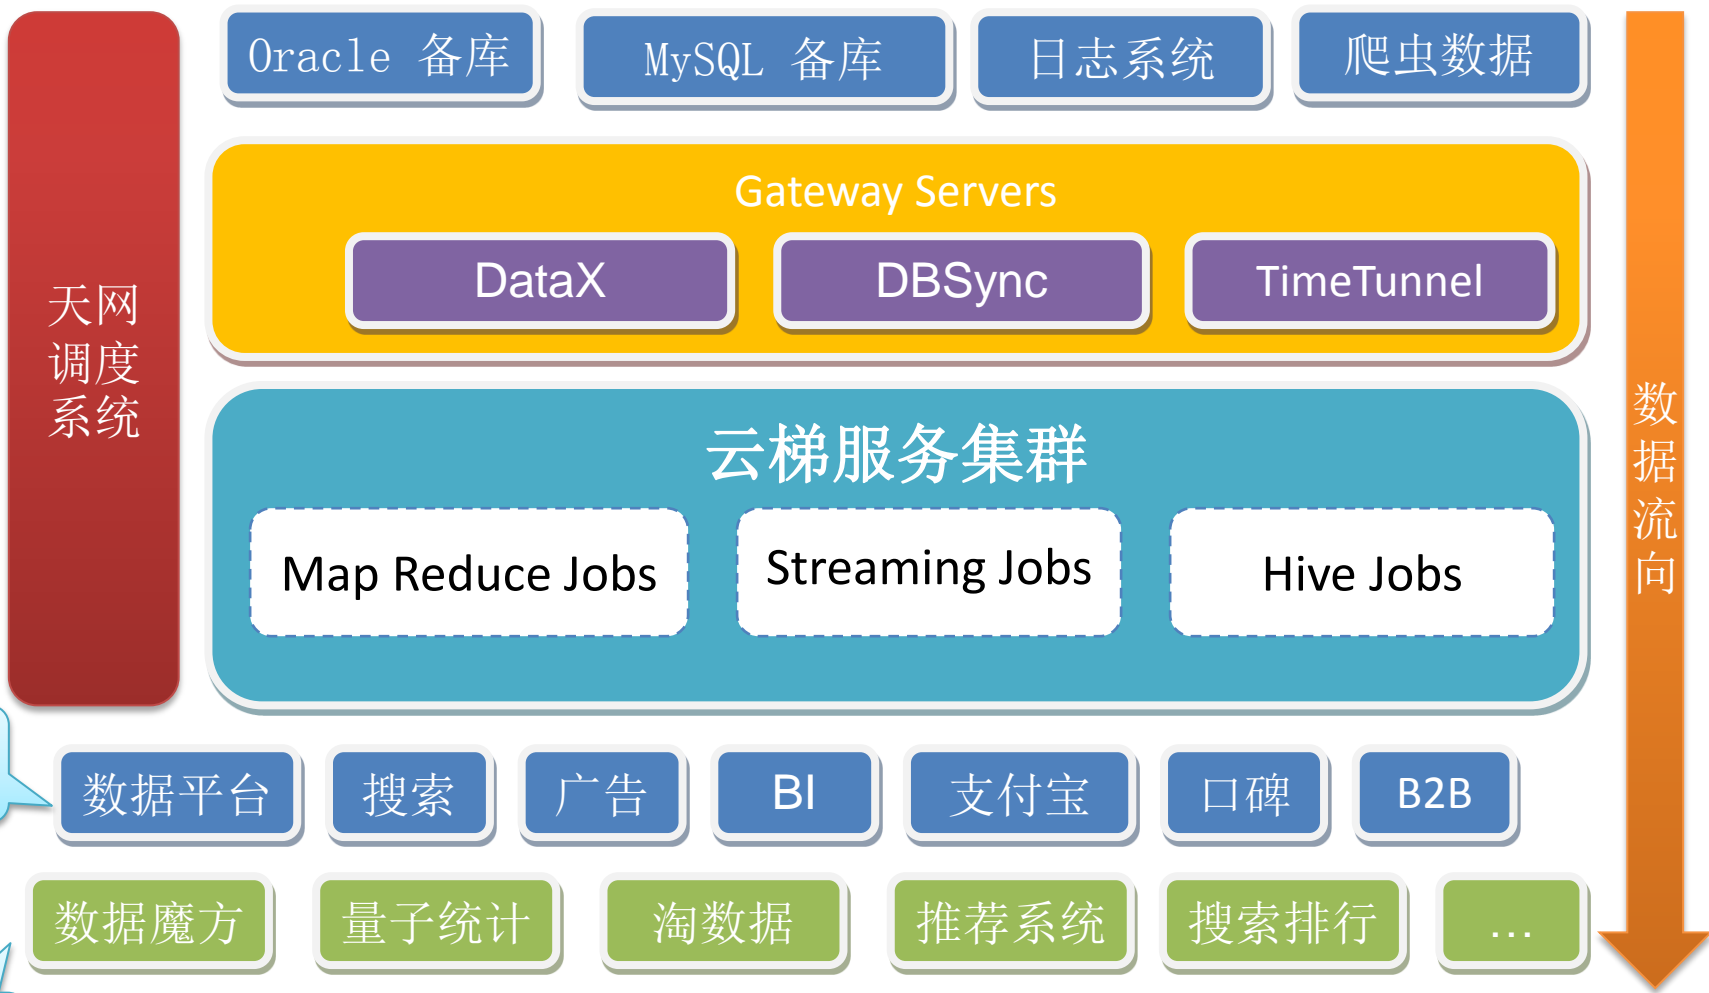 Oracle 备库
MySQL 备库
日志系统
爬虫数据
Gateway Servers
DataX
DBSync
TimeTunnel
天网
调度
系统
云梯服务集群
Map Reduce Jobs
Streaming Jobs
Hive Jobs
数
据
流
向
数据平台
搜索
广告
BI
支付宝
口碑
B2B
数据魔方
量子统计
淘数据
推荐系统
搜索排行
...